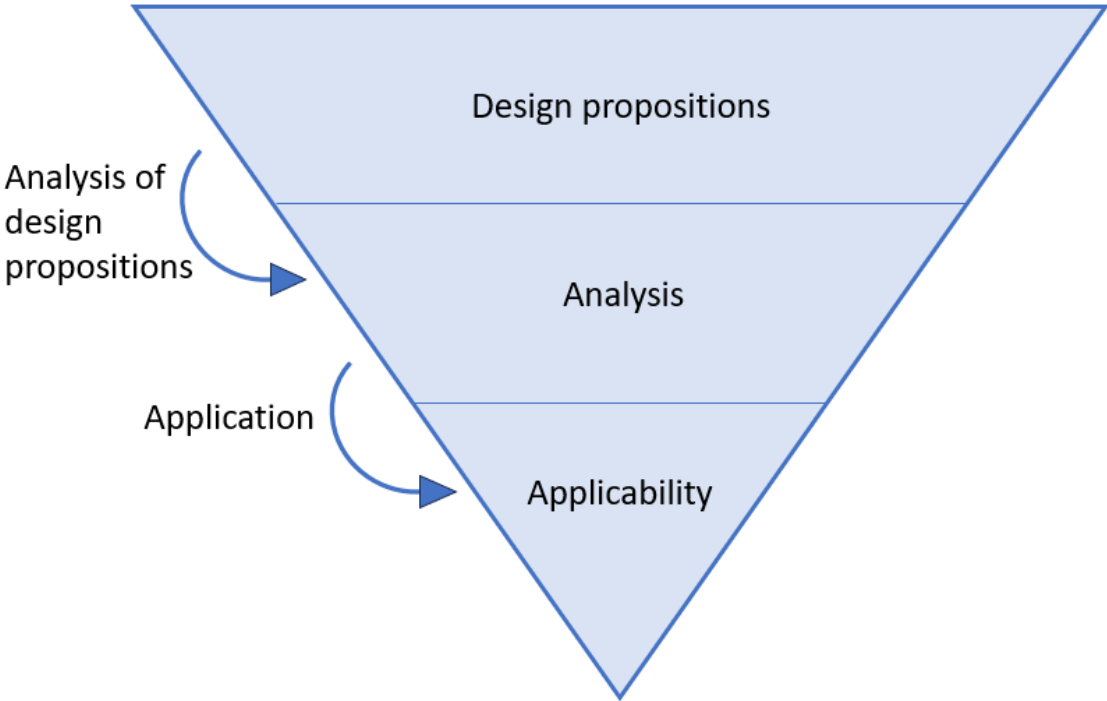 Design propositions
Analysis of
design
propositions
Analysis
Application
Applicability